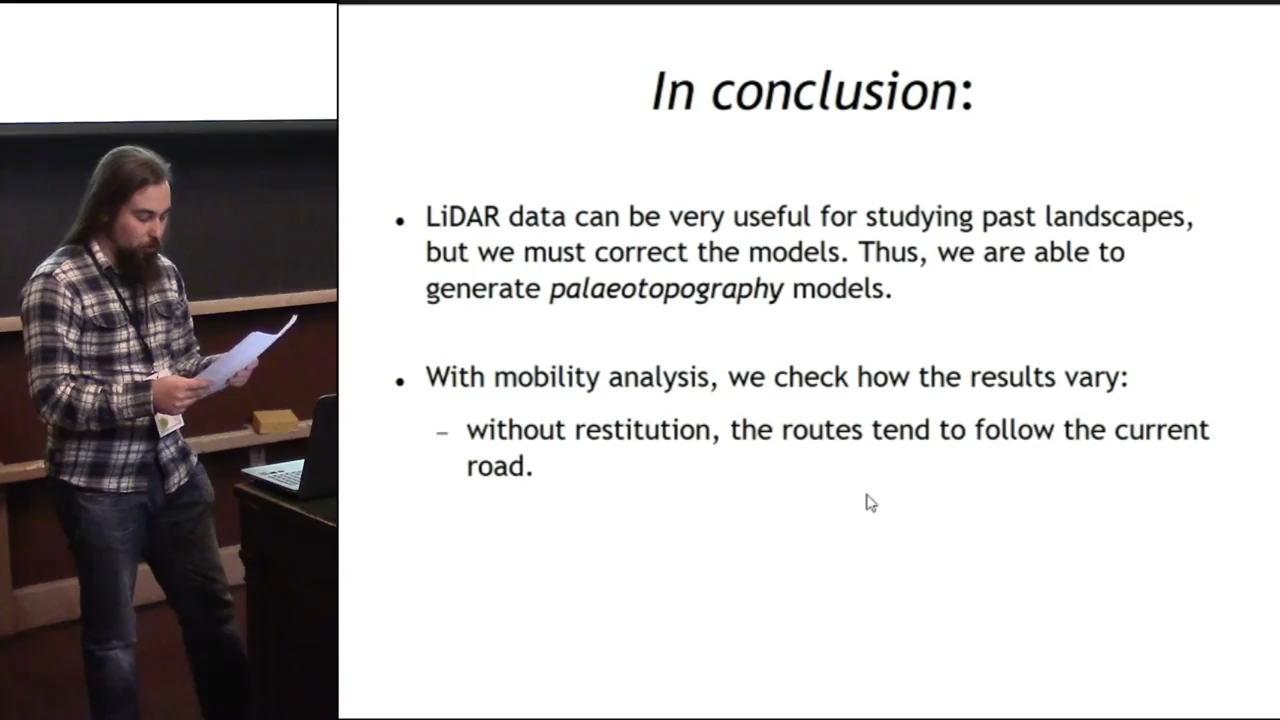 In conclusion:
• LiDAR data can be very useful for studying past landscapes,
but we must correct the models. Thus, we are able to
generate palaeotopography models.
• With mobility analysis, we check how the results vary:
– without restitution, the routes tend to follow the current
road.